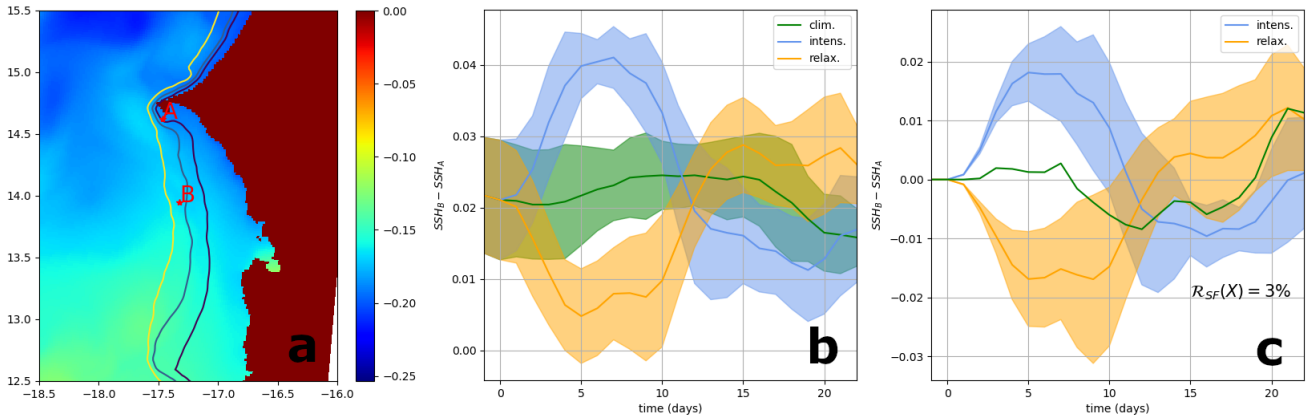 15.5
15.0
14.5
14.0
13.5
13.0
12.5
−18.5
−18.0
−17.5
−17.0
−16.5
−16.0
A
B
a
0.00
−0.05
−0.10
−0.15
−0.20
−0.25
SSH_B − SSH_A
0.04
0.03
0.02
0.01
0.00
clim.
intens.
relax.
b
0
5
10
15
20
time (days)
SSH_B − SSH_A
0.02
0.01
0.00
−0.01
−0.02
−0.03
intens.
relax.
R_SF(X) = 3%
c
0
5
10
15
20
time (days)